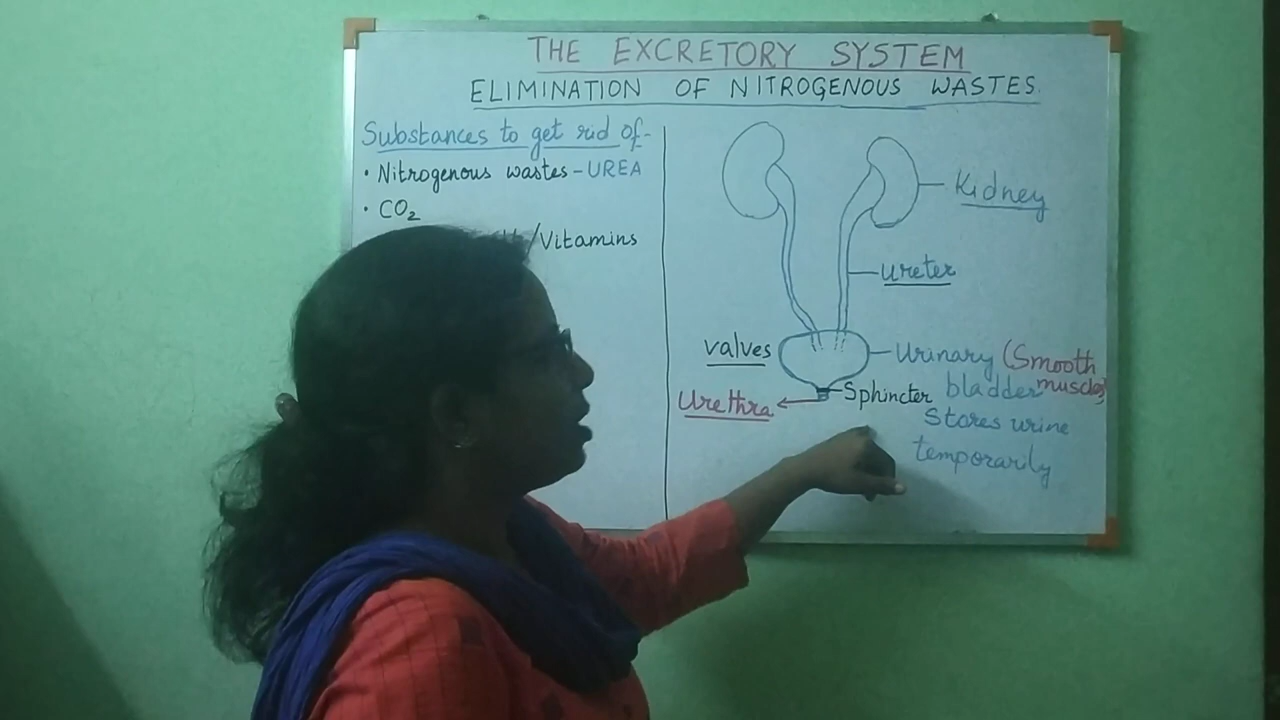 THE EXCRETORY SYSTEM
ELIMINATION OF NITROGENOUS WASTES.
Substances to get rid of-
• Nitrogenous wastes - UREA
• CO2
/Vitamins
Kidney
Ureter
valves
Urinary (Smooth
bladder muscles)
Stores urine
temporarily
Sphincter
Urethra